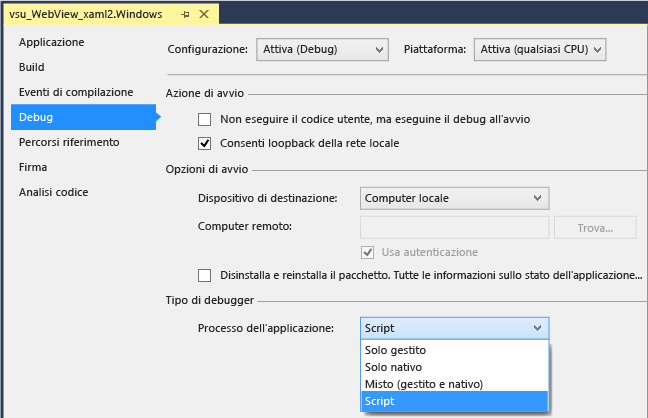 vsu_WebView_xaml2.Windows
Applicazione
Build
Eventi di compilazione
Debug
Percorsi riferimento
Firma
Analisi codice
Configurazione: Attiva (Debug) Piattaforma: Attiva (qualsiasi CPU)
Azione di avvio
Non eseguire il codice utente, ma eseguine il debug all'avvio
Consenti loopback della rete locale
Opzioni di avvio
Dispositivo di destinazione: Computer locale
Computer remoto: Trova...
Usa autenticazione
Disinstalla e reinstalla il pacchetto. Tutte le informazioni sullo stato dell'applicazione...
Tipo di debugger
Processo dell'applicazione: Script
Solo gestito
Solo nativo
Misto (gestito e nativo)
Script